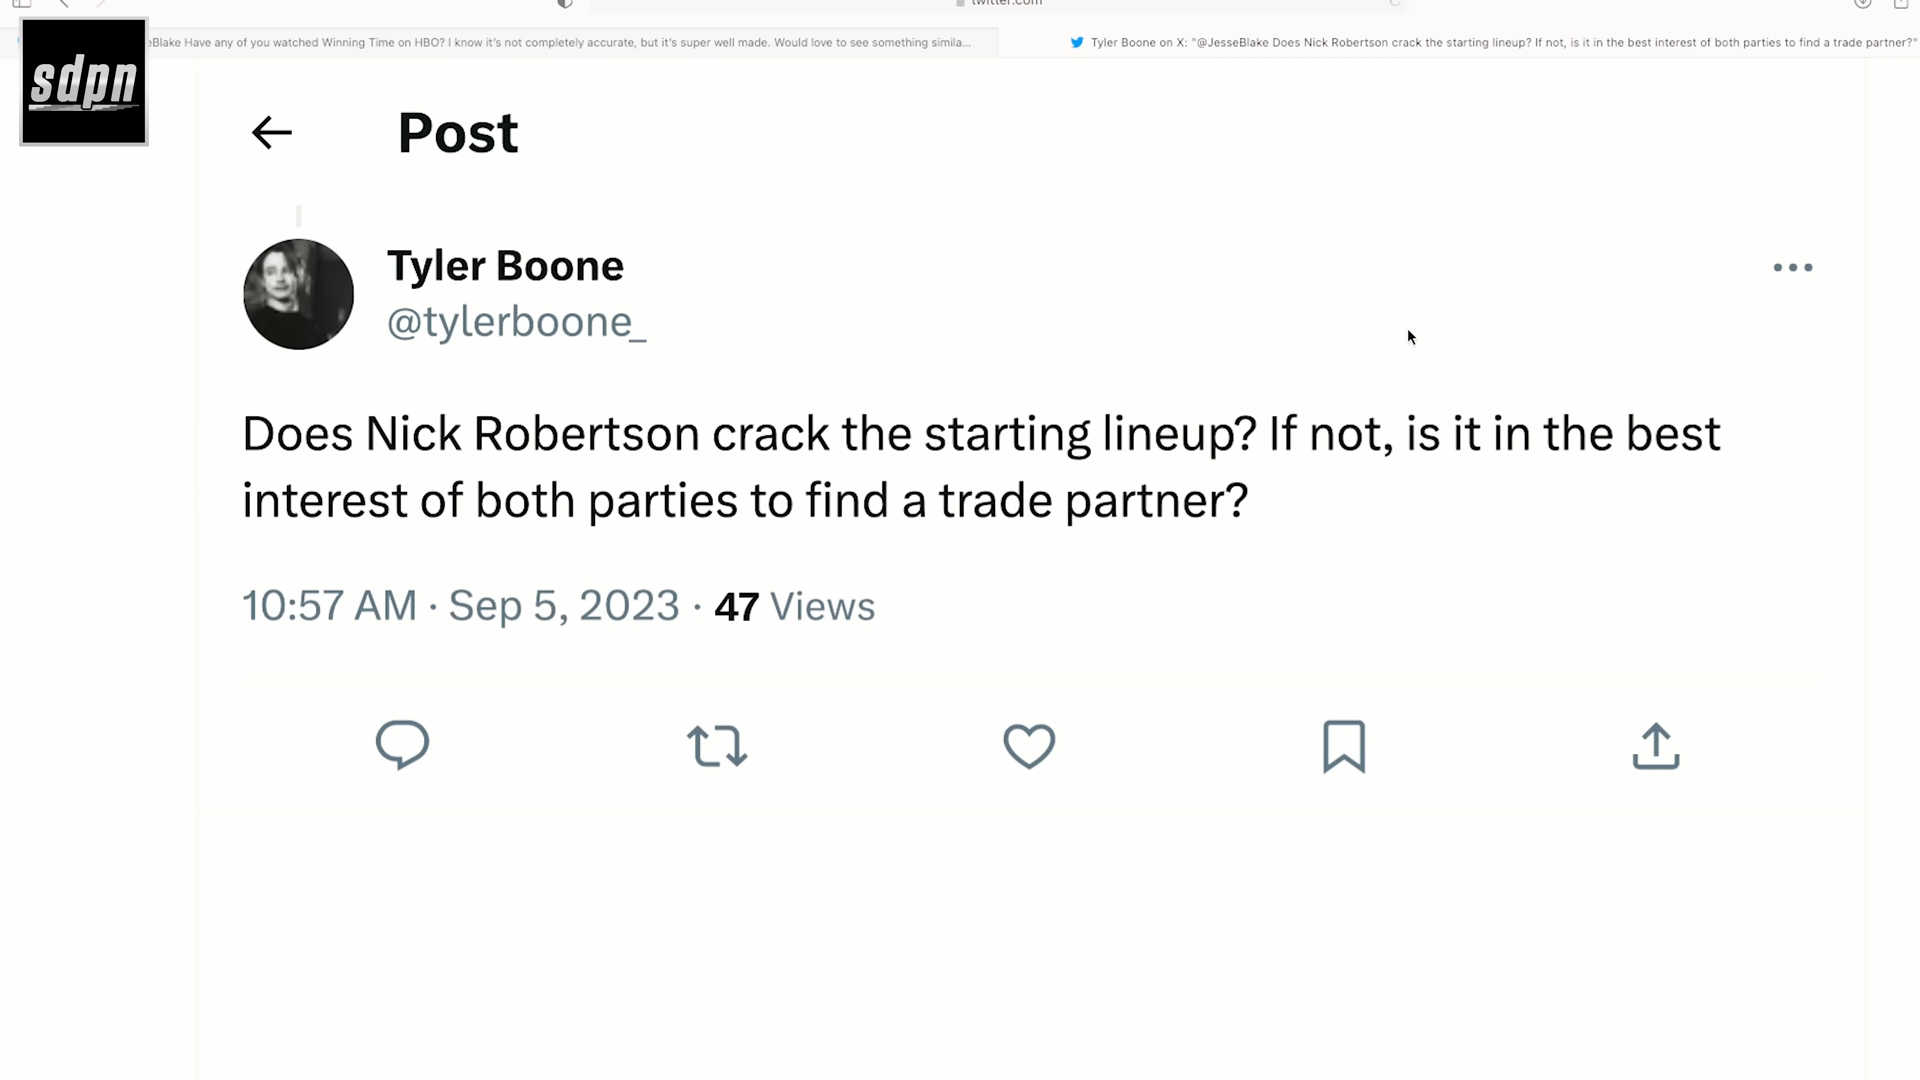 twitter.com
eBlake Have any of you watched Winning Time on HBO? I know it's not completely accurate, but it's super well made. Would love to see something simila...
Tyler Boone on X: "@JesseBlake Does Nick Robertson crack the starting lineup? If not, is it in the best interest of both parties to find a trade partner?"
sdpn
Post
Tyler Boone
@tylerboone_
Does Nick Robertson crack the starting lineup? If not, is it in the best
interest of both parties to find a trade partner?
10:57 AM · Sep 5, 2023 · 47 Views